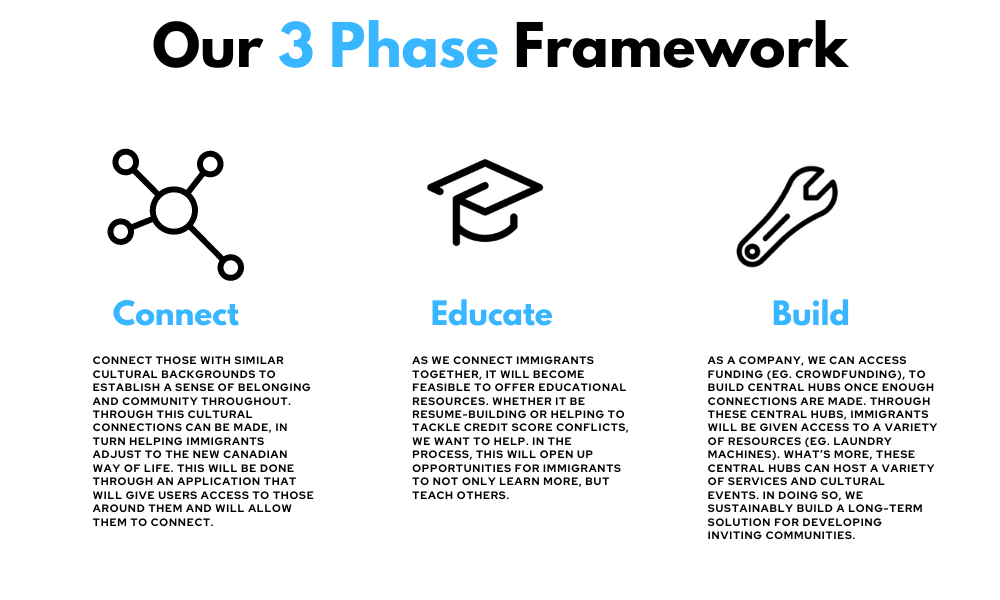 Our 3 Phase Framework
Connect
CONNECT THOSE WITH SIMILAR
CULTURAL BACKGROUNDS TO
ESTABLISH A SENSE OF BELONGING
AND COMMUNITY THROUGHOUT.
THROUGH THIS CULTURAL
CONNECTIONS CAN BE MADE, IN
TURN HELPING IMMIGRANTS
ADJUST TO THE NEW CANADIAN
WAY OF LIFE. THIS WILL BE DONE
THROUGH AN APPLICATION THAT
WILL GIVE USERS ACCESS TO THOSE
AROUND THEM AND WILL ALLOW
THEM TO CONNECT.
Educate
AS WE CONNECT IMMIGRANTS
TOGETHER, IT WILL BECOME
FEASIBLE TO OFFER EDUCATIONAL
RESOURCES. WHETHER IT BE
RESUME-BUILDING OR HELPING TO
TACKLE CREDIT SCORE CONFLICTS,
WE WANT TO HELP. IN THE
PROCESS, THIS WILL OPEN UP
OPPORTUNITIES FOR IMMIGRANTS
TO NOT ONLY LEARN MORE, BUT
TEACH OTHERS.
Build
AS A COMPANY, WE CAN ACCESS
FUNDING (EG. CROWDFUNDING), TO
BUILD CENTRAL HUBS ONCE ENOUGH
CONNECTIONS ARE MADE. THROUGH
THESE CENTRAL HUBS, IMMIGRANTS
WILL BE GIVEN ACCESS TO A VARIETY
OF RESOURCES (EG. LAUNDRY
MACHINES). WHAT'S MORE, THESE
CENTRAL HUBS CAN HOST A VARIETY
OF SERVICES AND CULTURAL
EVENTS. IN DOING SO, WE
SUSTAINABLY BUILD A LONG-TERM
SOLUTION FOR DEVELOPING
INVITING COMMUNITIES.